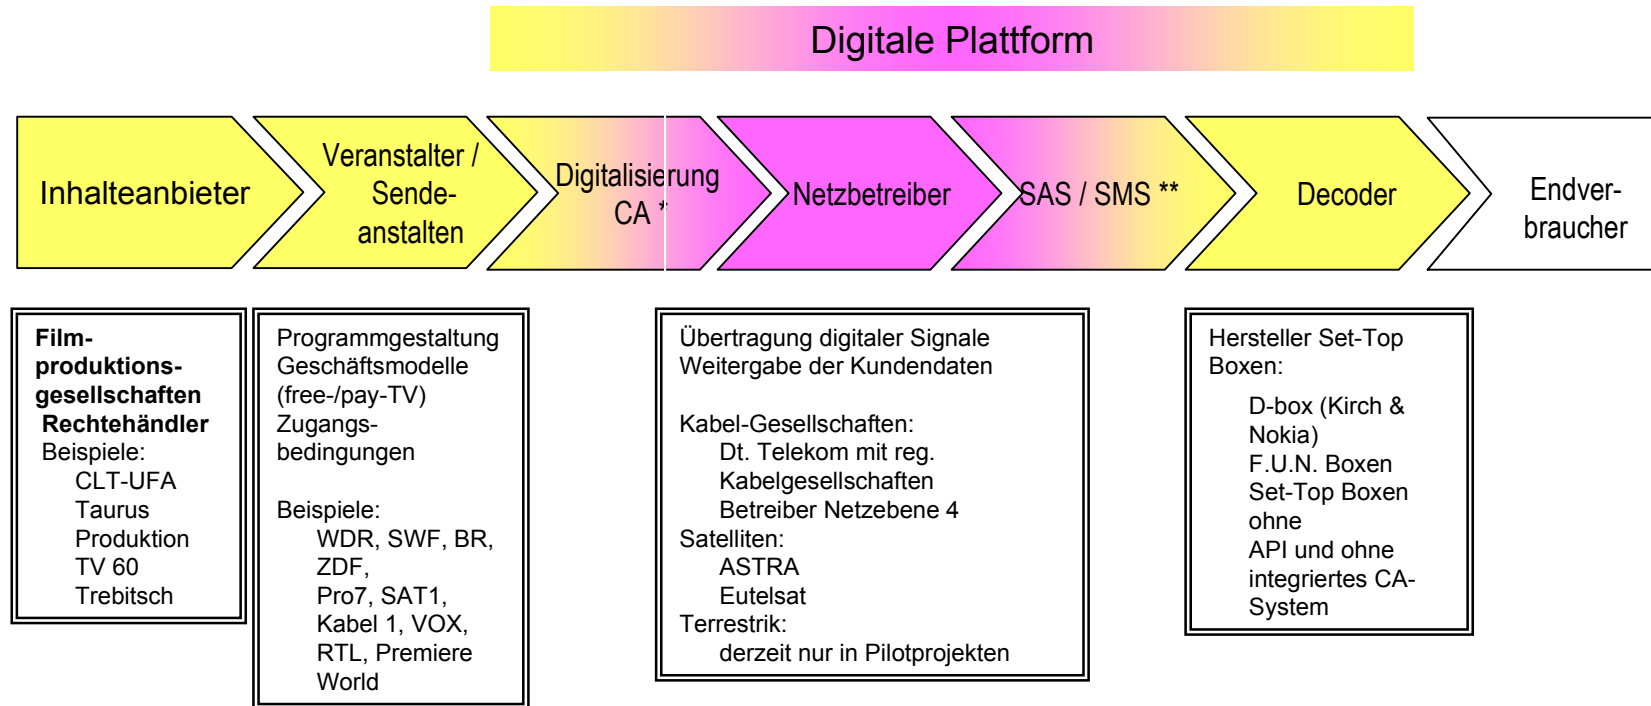 Digitale Plattform
Inhalteanbieter
Veranstalter /
Sende-
anstalten
Digitalisierung
CA *
Netzbetreiber
SAS / SMS **
Decoder
Endver-
braucher
Film-
produktions-
gesellschaften
Rechtehändler
Beispiele:
CLT-UFA
Taurus
Produktion
TV 60
Trebitsch
Programmgestaltung
Geschäftsmodelle
(free-/pay-TV)
Zugangs-
bedingungen
Beispiele:
WDR, SWF, BR,
ZDF,
Pro7, SAT1,
Kabel 1, VOX,
RTL, Premiere
World
Übertragung digitaler Signale
Weitergabe der Kundendaten
Kabel-Gesellschaften:
Dt. Telekom mit reg.
Kabelgesellschaften
Betreiber Netzebene 4
Satelliten:
ASTRA
Eutelsat
Terrestrik:
derzeit nur in Pilotprojekten
Hersteller Set-Top
Boxen:
D-box (Kirch &
Nokia)
F.U.N. Boxen
Set-Top Boxen
ohne
API und ohne
integriertes CA-
System